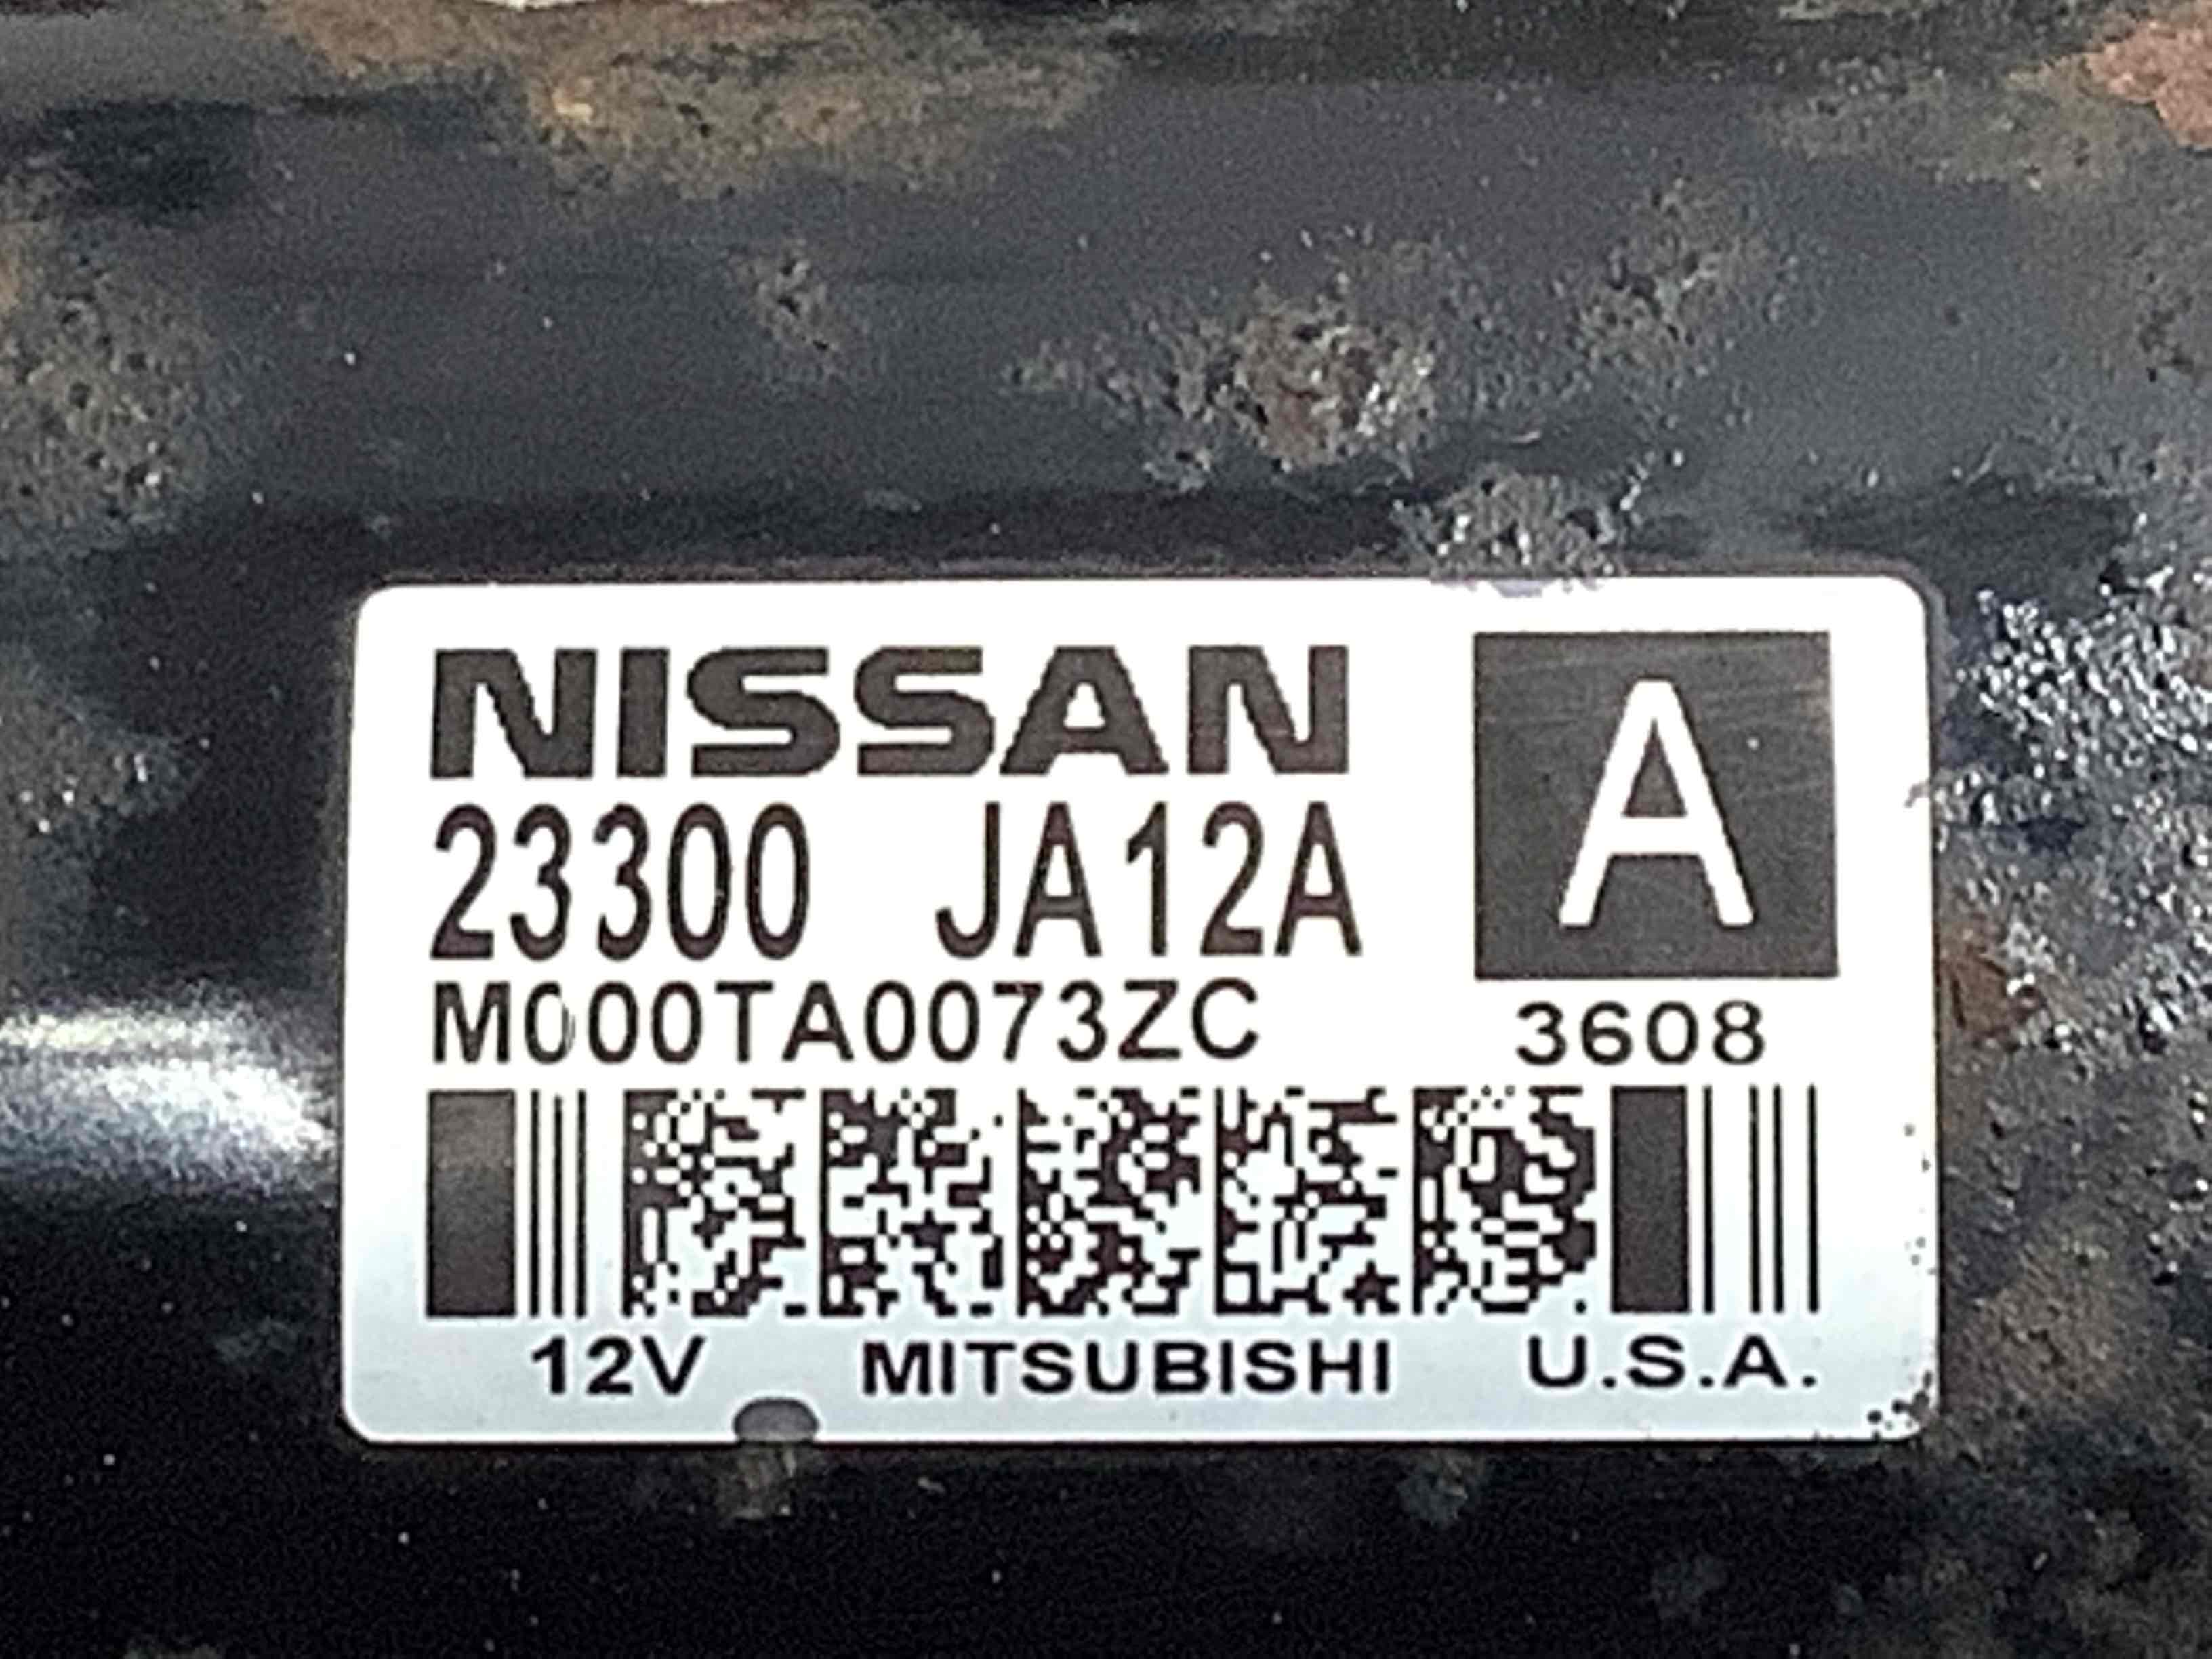 NISSAN
A
23300 JA12A
M000TA0073ZC
3608
12V MITSUBISHI U.S.A.